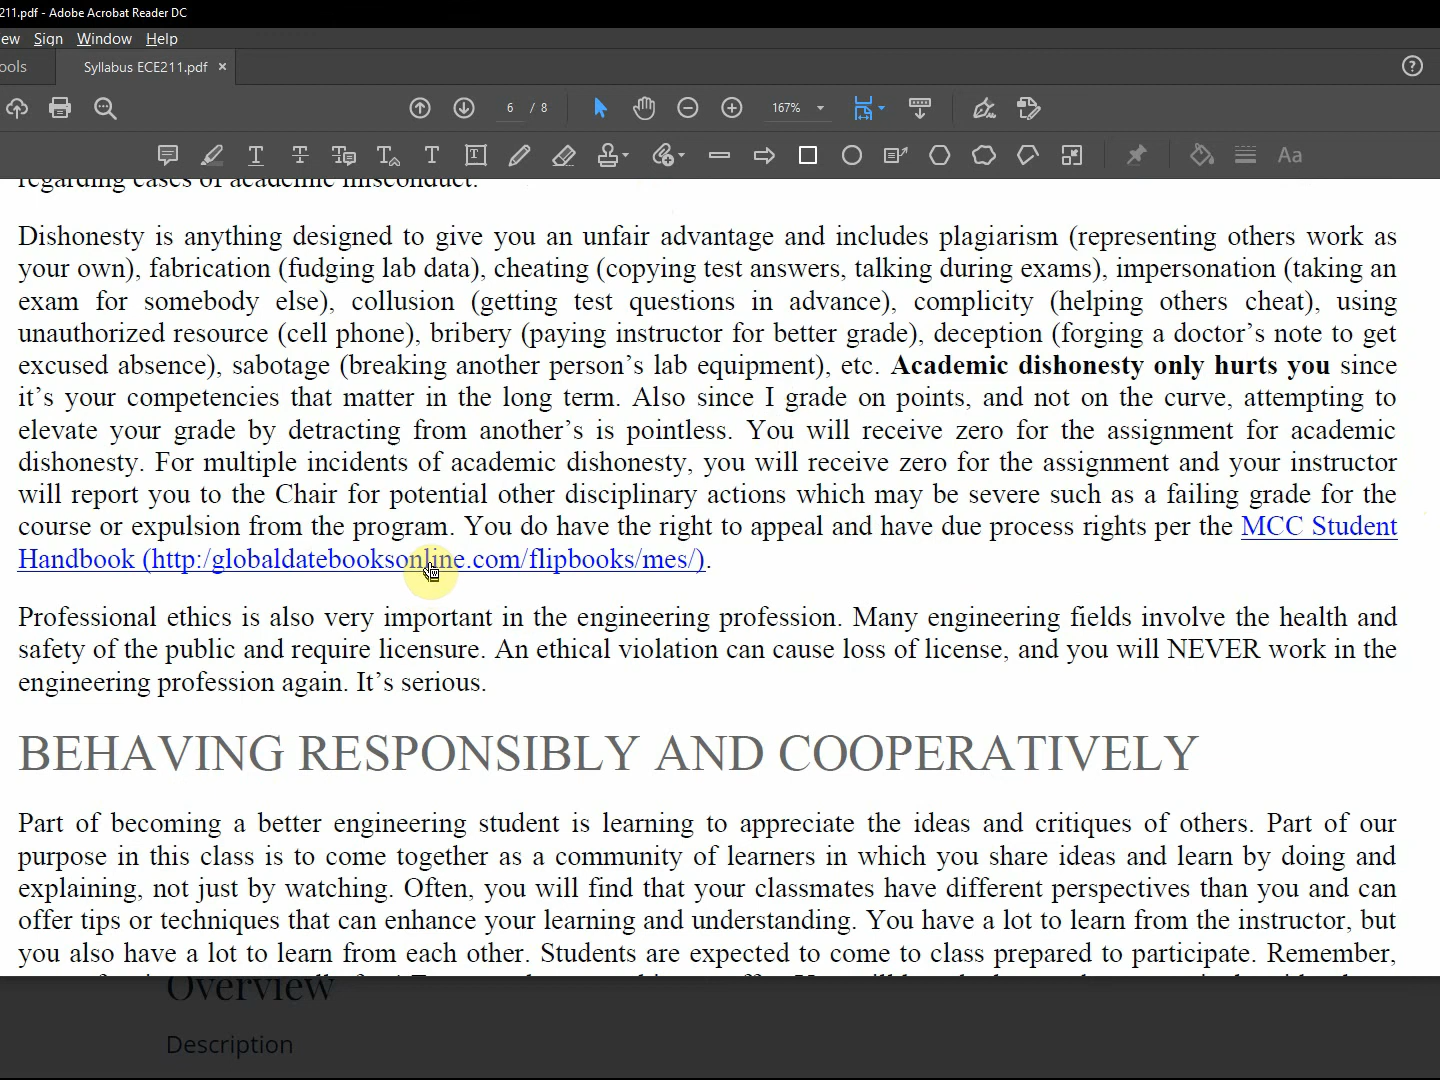 211.pdf - Adobe Acrobat Reader DC
ew Sign Window Help
ools Syllabus ECE211.pdf ×
6 / 8 167%
Aa
regarding cases of academic misconduct.
Dishonesty is anything designed to give you an unfair advantage and includes plagiarism (representing others work as
your own), fabrication (fudging lab data), cheating (copying test answers, talking during exams), impersonation (taking an
exam for somebody else), collusion (getting test questions in advance), complicity (helping others cheat), using
unauthorized resource (cell phone), bribery (paying instructor for better grade), deception (forging a doctor's note to get
excused absence), sabotage (breaking another person's lab equipment), etc. Academic dishonesty only hurts you since
it's your competencies that matter in the long term. Also since I grade on points, and not on the curve, attempting to
elevate your grade by detracting from another's is pointless. You will receive zero for the assignment for academic
dishonesty. For multiple incidents of academic dishonesty, you will receive zero for the assignment and your instructor
will report you to the Chair for potential other disciplinary actions which may be severe such as a failing grade for the
course or expulsion from the program. You do have the right to appeal and have due process rights per the MCC Student
Handbook (http:/globaldatebooksonline.com/flipbooks/mes/).
Professional ethics is also very important in the engineering profession. Many engineering fields involve the health and
safety of the public and require licensure. An ethical violation can cause loss of license, and you will NEVER work in the
engineering profession again. It's serious.
BEHAVING RESPONSIBLY AND COOPERATIVELY
Part of becoming a better engineering student is learning to appreciate the ideas and critiques of others. Part of our
purpose in this class is to come together as a community of learners in which you share ideas and learn by doing and
explaining, not just by watching. Often, you will find that your classmates have different perspectives than you and can
offer tips or techniques that can enhance your learning and understanding. You have a lot to learn from the instructor, but
you also have a lot to learn from each other. Students are expected to come to class prepared to participate. Remember,
Overview
Description